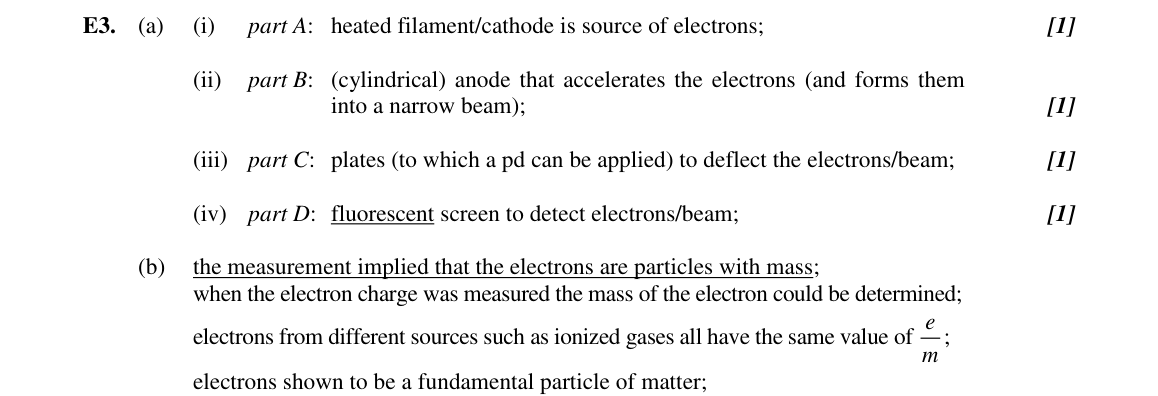 E3. (a) (i) part A: heated filament/cathode is source of electrons; [1]
(ii) part B: (cylindrical) anode that accelerates the electrons (and forms them
into a narrow beam); [1]
(iii) part C: plates (to which a pd can be applied) to deflect the electrons/beam; [1]
(iv) part D: fluorescent screen to detect electrons/beam; [1]
(b) the measurement implied that the electrons are particles with mass;
when the electron charge was measured the mass of the electron could be determined;
electrons from different sources such as ionized gases all have the same value of e/m;
electrons shown to be a fundamental particle of matter;